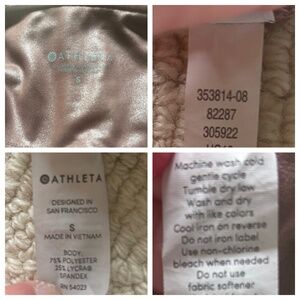 ATHLETA
S
353814-08
82287
305922
ATHLETA
DESIGNED IN
SAN FRANCISCO
S
MADE IN VIETNAM
BODY:
75% POLYESTER
25% LYCRA®
SPANDEX
RN 54023
Machine wash cold
gentle cycle
Tumble dry low
Wash and dry
with like colors
Cool iron on reverse
Do not iron label
Use non-chlorine
bleach when needed
Do not use
fabric softener